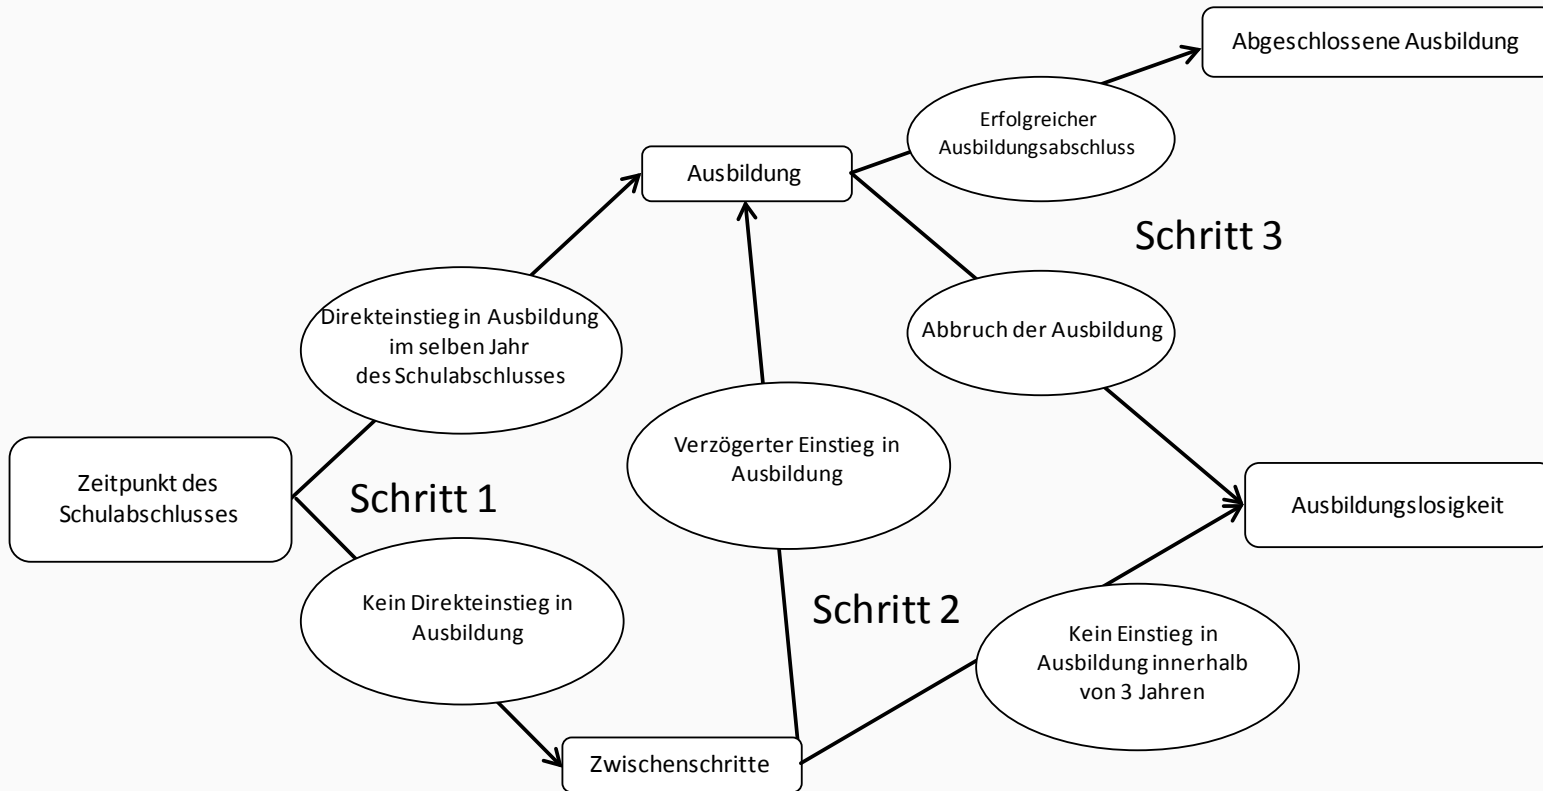 Abgeschlossene Ausbildung
Erfolgreicher
Ausbildungsabschluss
Ausbildung
Schritt 3
Direkteinstieg in Ausbildung
im selben Jahr
des Schulabschlusses
Abbruch der Ausbildung
Verzögerter Einstieg in
Ausbildung
Zeitpunkt des
Schulabschlusses
Schritt 1
Ausbildungslosigkeit
Kein Direkteinstieg in
Ausbildung
Schritt 2
Kein Einstieg in
Ausbildung innerhalb
von 3 Jahren
Zwischenschritte